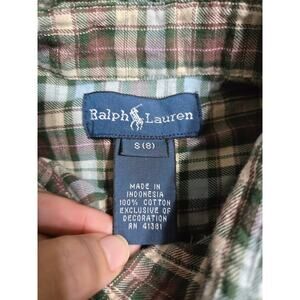 Ralph Lauren
S (8)
MADE IN
INDONESIA
100% COTTON
EXCLUSIVE OF
DECORATION
RN 41381